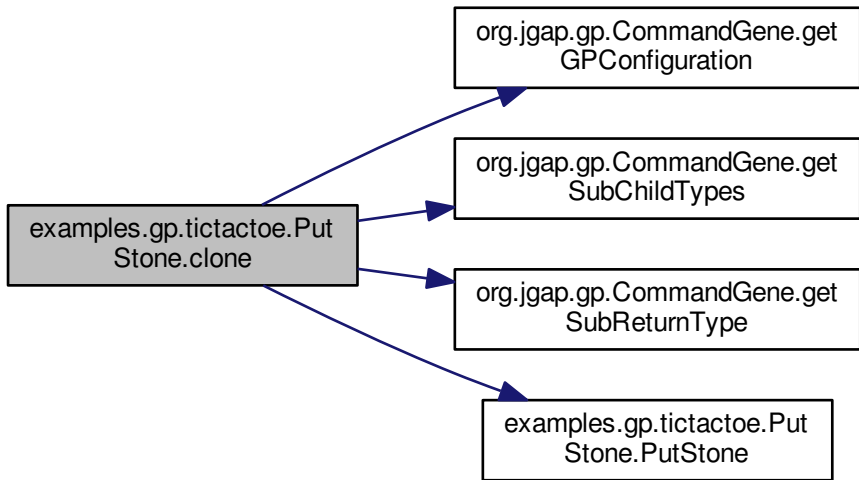 org.jgap.gp.CommandGene.get
GPConfiguration
org.jgap.gp.CommandGene.get
SubChildTypes
examples.gp.tictactoe.Put
Stone.clone
org.jgap.gp.CommandGene.get
SubReturnType
examples.gp.tictactoe.Put
Stone.PutStone